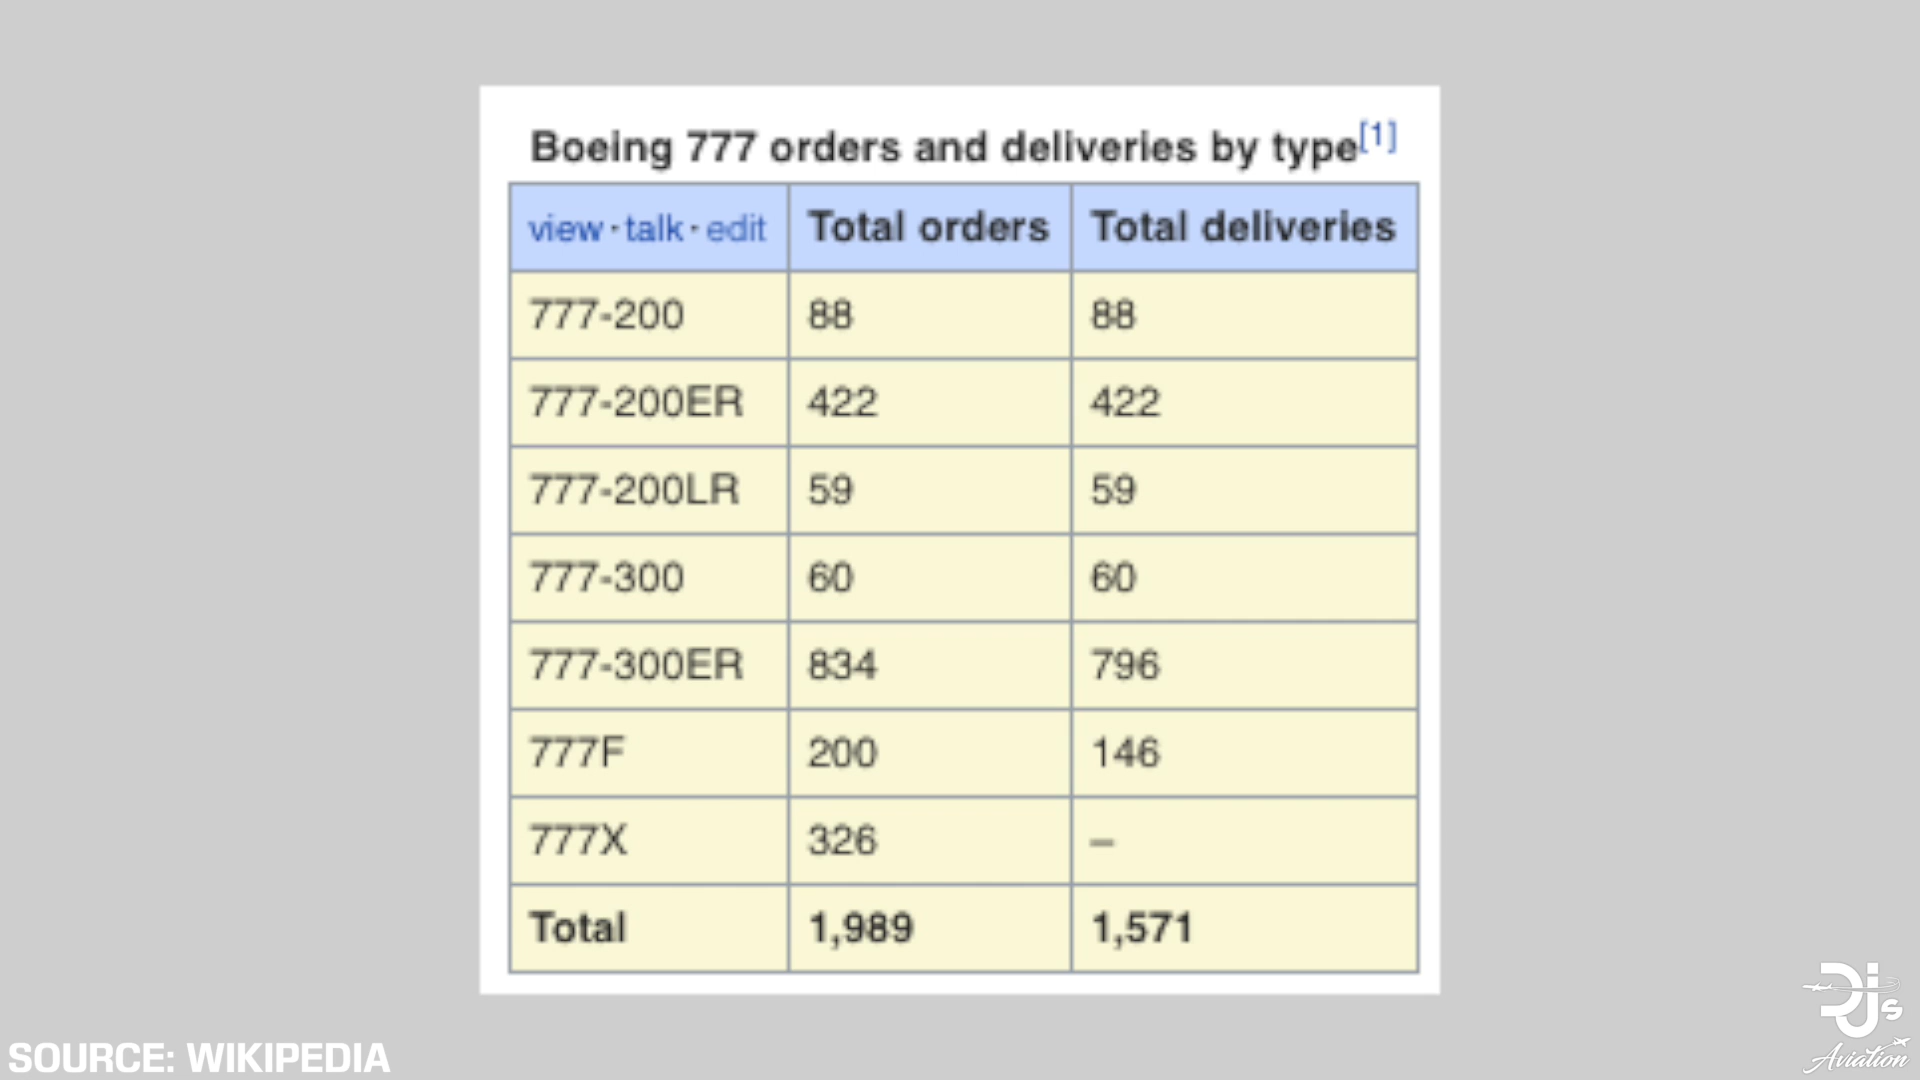 Boeing 777 orders and deliveries by type[1]
view · talk · edit Total orders Total deliveries
777-200 88 88
777-200ER 422 422
777-200LR 59 59
777-300 60 60
777-300ER 834 796
777F 200 146
777X 326 –
Total 1,989 1,571
SOURCE: WIKIPEDIA
DJs
Aviation